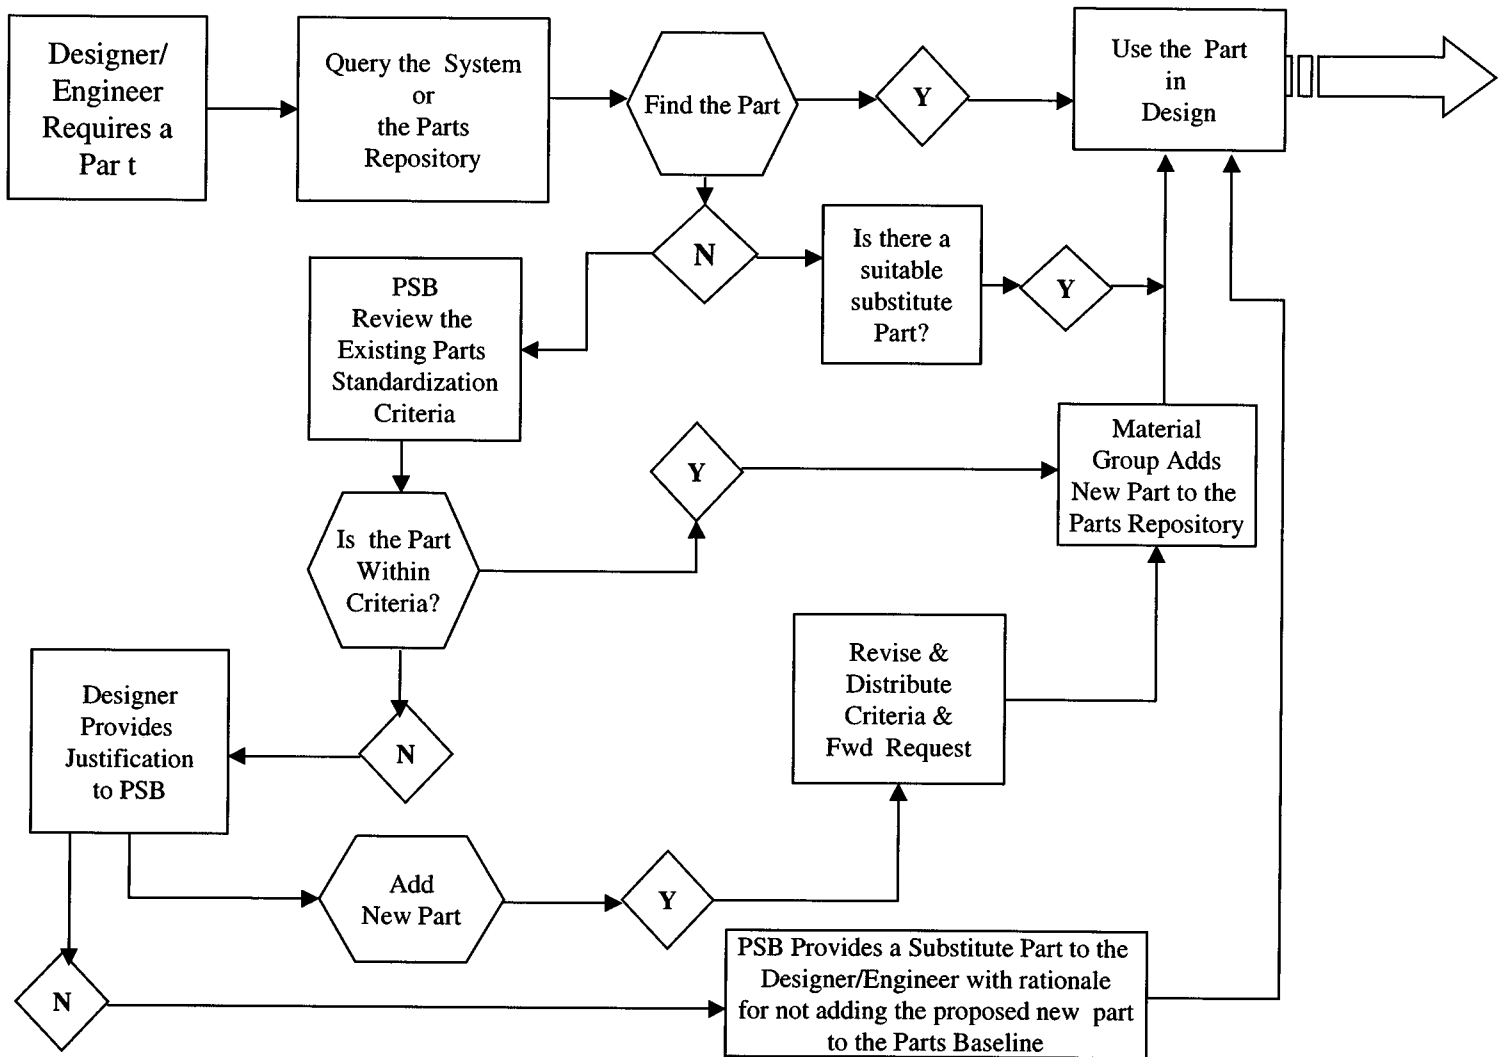 Designer/
Engineer
Requires a
Par t
Query the System
or
the Parts
Repository
Find the Part
Y
Use the Part
in
Design
N
Is there a
suitable
substitute
Part?
Y
PSB
Review the
Existing Parts
Standardization
Criteria
Y
Material
Group Adds
New Part to the
Parts Repository
Is the Part
Within
Criteria?
Revise &
Distribute
Criteria &
Fwd Request
Designer
Provides
Justification
to PSB
N
Add
New Part
Y
N
PSB Provides a Substitute Part to the
Designer/Engineer with rationale
for not adding the proposed new part
to the Parts Baseline